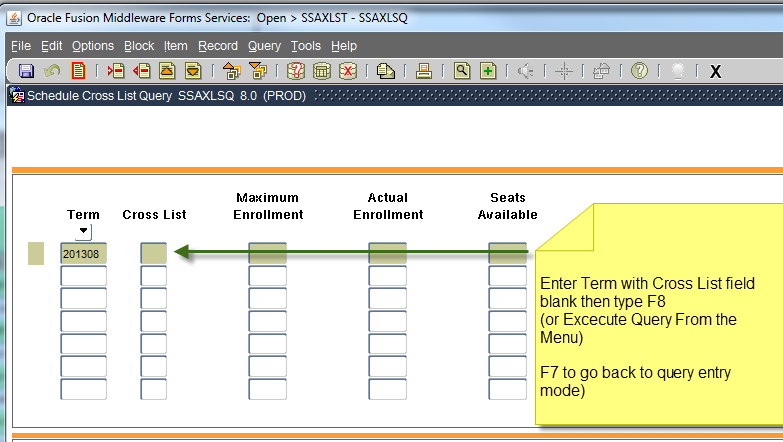 Oracle Fusion Middleware Forms Services: Open > SSAXLST - SSAXLSQ
File Edit Options Block Item Record Query Tools Help
X
Schedule Cross List Query SSAXLSQ 8.0 (PROD)
Term Cross List Maximum Enrollment Actual Enrollment Seats Available
201308
Enter Term with Cross List field
blank then type F8
(or Excecute Query From the
Menu)
F7 to go back to query entry
mode)